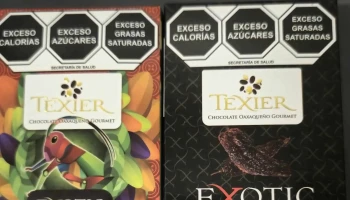 EXCESO CALORÍAS
EXCESO AZÚCARES
EXCESO GRASAS SATURADAS
SECRETARÍA DE SALUD
TEXIER
CHOCOLATE OAXAQUEÑO GOURMET
EXCESO CALORÍAS
EXCESO AZÚCARES
EXCESO GRASAS SATURADAS
SECRETARÍA DE SALUD
TEXIER
CHOCOLATE OAXAQUEÑO GOURMET
EXOTIC